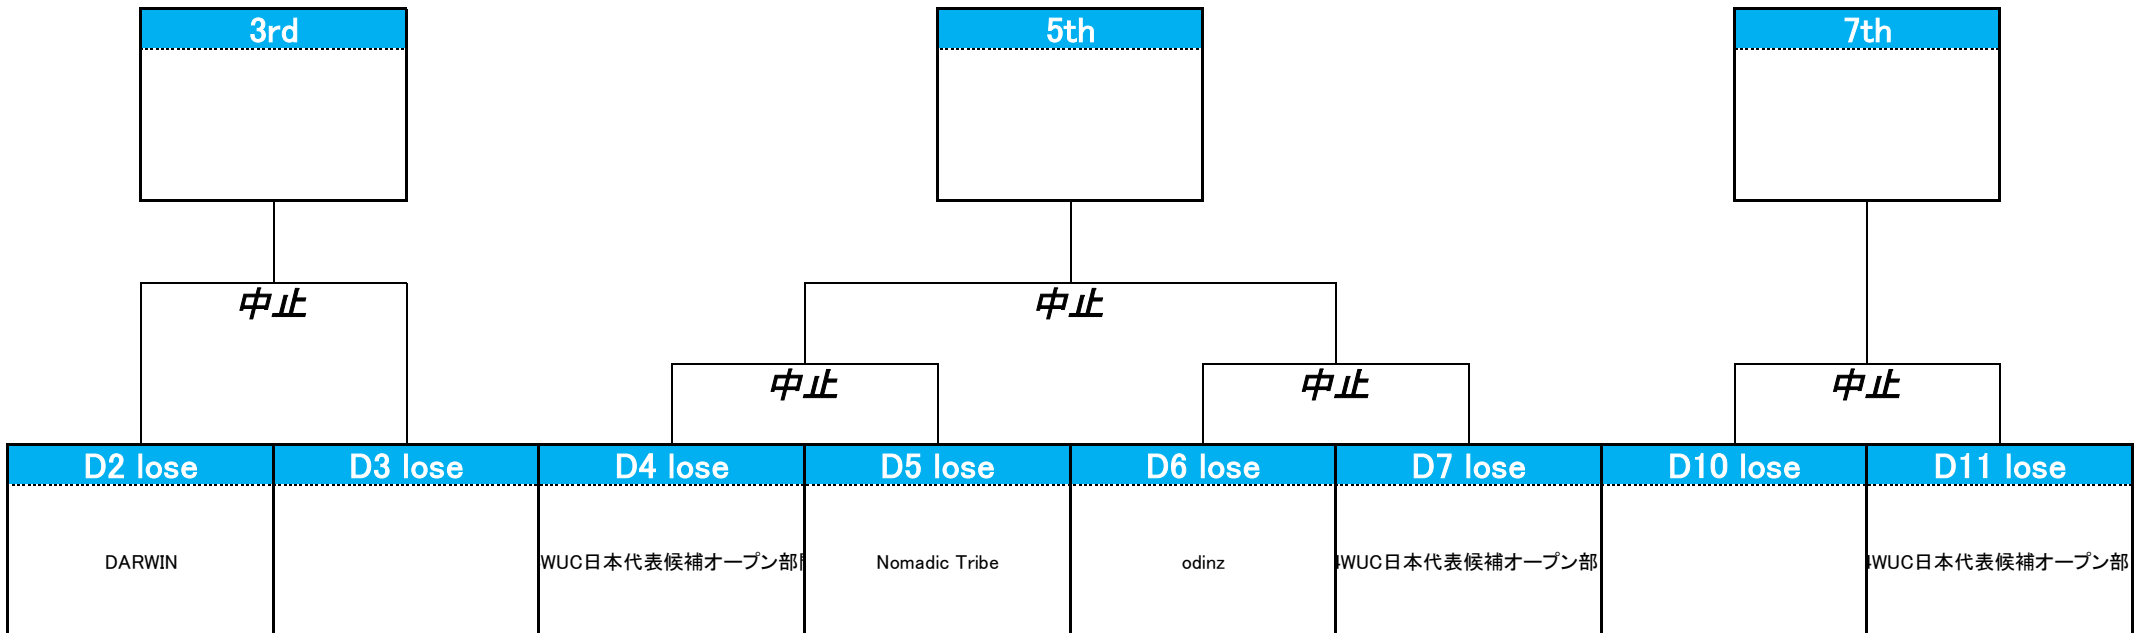 3rd
5th
7th
中止
中止
中止
中止
中止
D2 lose
D3 lose
D4 lose
D5 lose
D6 lose
D7 lose
D10 lose
D11 lose
DARWIN
WUC日本代表候補オープン部
Nomadic Tribe
odinz
WUC日本代表候補オープン部
WUC日本代表候補オープン部